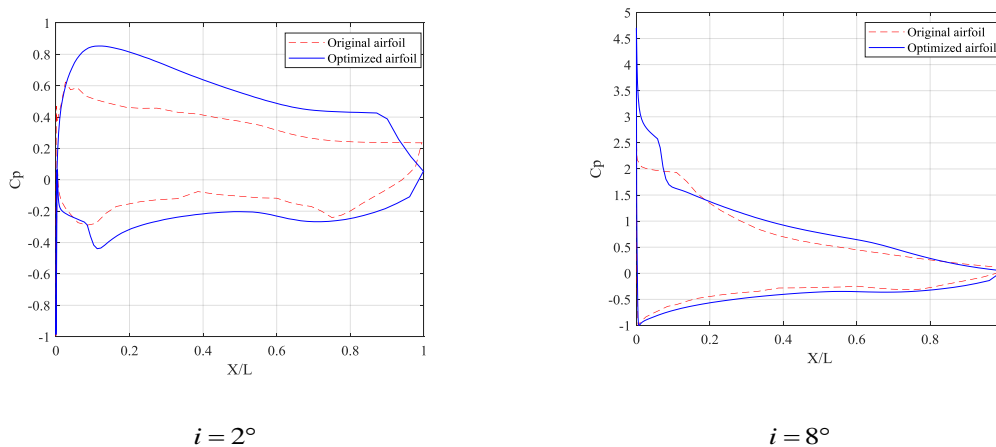 1
0.8
0.6
0.4
0.2
0
-0.2
-0.4
-0.6
-0.8
-1
Cp
0 0.2 0.4 0.6 0.8 1
X/L
Original airfoil
Optimized airfoil
i = 2°
5
4.5
4
3.5
3
2.5
2
1.5
1
0.5
0
-0.5
-1
Cp
0 0.2 0.4 0.6 0.8
X/L
Original airfoil
Optimized airfoil
i = 8°